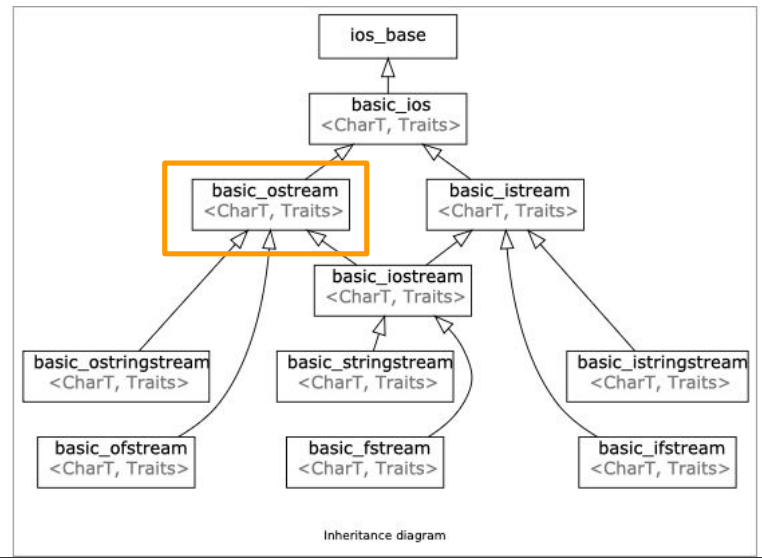 ios_base
basic_ios
<CharT, Traits>
basic_ostream
<CharT, Traits>
basic_istream
<CharT, Traits>
basic_iostream
<CharT, Traits>
basic_ostringstream
<CharT, Traits>
basic_stringstream
<CharT, Traits>
basic_istringstream
<CharT, Traits>
basic_ofstream
<CharT, Traits>
basic_fstream
<CharT, Traits>
basic_ifstream
<CharT, Traits>
Inheritance diagram